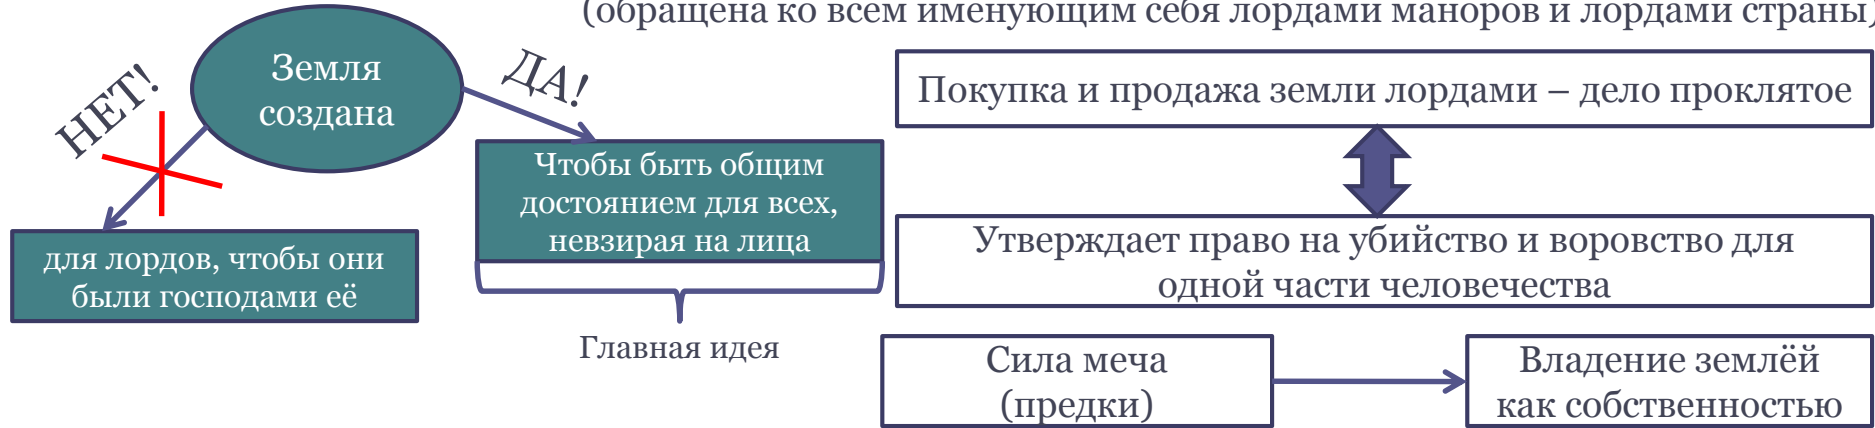 (обращена ко всем именующим себя лордами маноров и лордами страны)
Земля
создана
НЕТ!
ДА!
для лордов, чтобы они
были господами её
Чтобы быть общим
достоянием для всех,
невзирая на лица
Главная идея
Покупка и продажа земли лордами – дело проклятое
Утверждает право на убийство и воровство для
одной части человечества
Сила меча
(предки)
Владение землёй
как собственностью